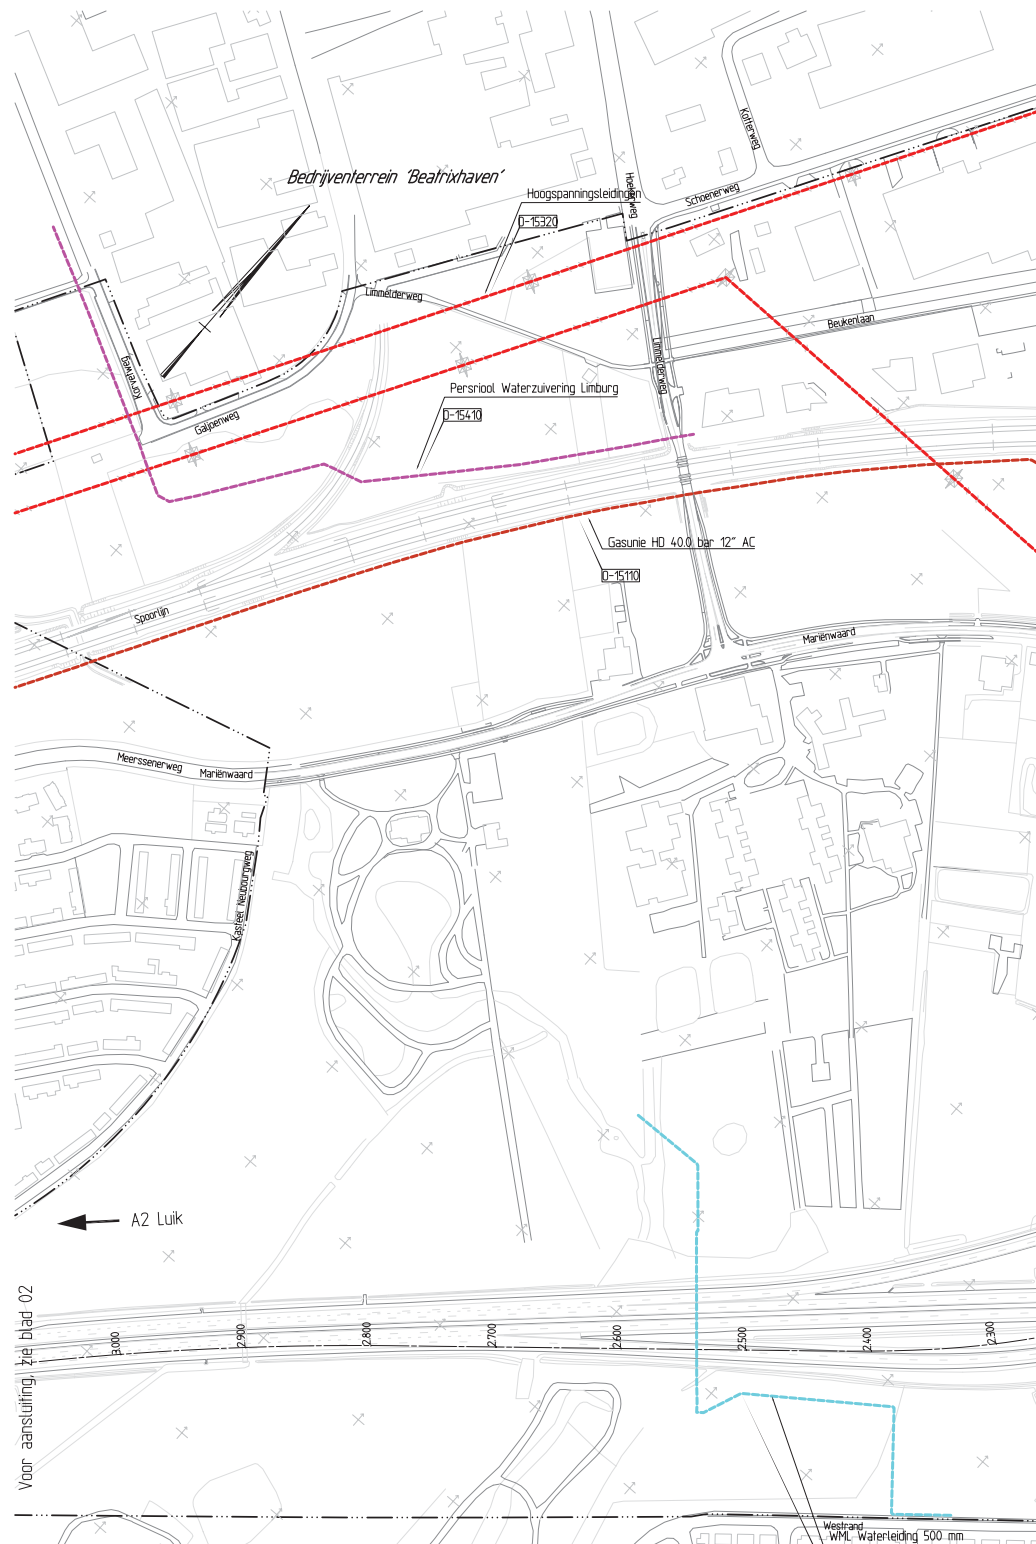 Kotterweg
Bedrijventerrein 'Beatrixhaven'
Hoekerweg
Schoenerweg
Hoogspanningsleidingen
D-15320
Limmelderweg
Beukenlaan
Korvetweg
Limmelderweg
Persriool Waterzuivering Limburg
D-15410
Galjoenweg
Gasunie HD 40.0 bar 12" AC
D-15110
Spoorlijn
Mariënwaard
Meerssenerweg
Mariënwaard
Kasteel Neubourgweg
A2 Luik
Voor aansluiting, zie blad 02
3.000
2.900
2.800
2.700
2.600
2.500
2.400
2.300
Westrand
WML Waterleiding 500 mm